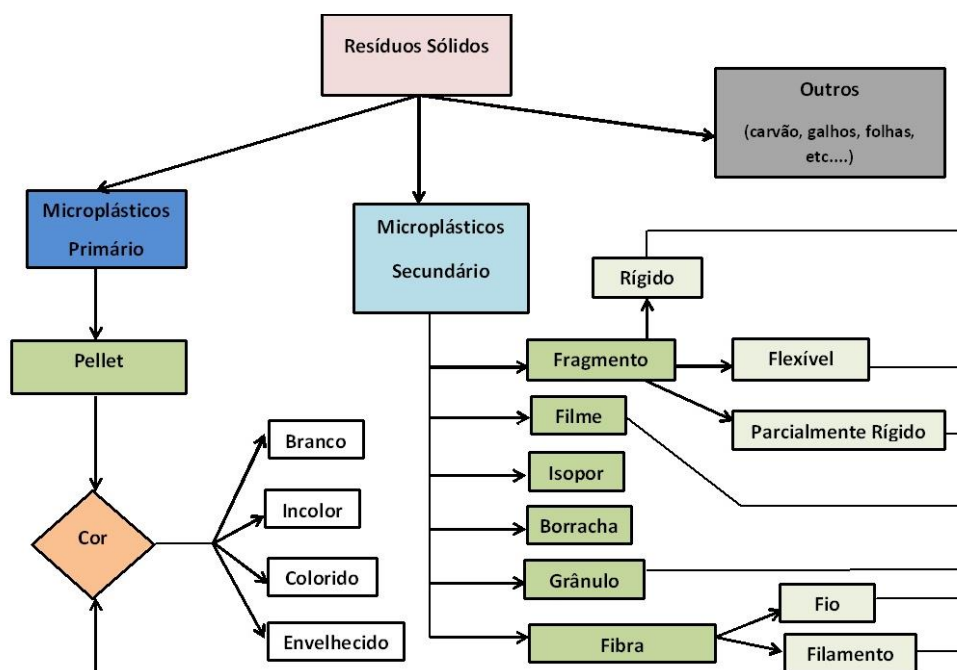 Resíduos Sólidos
Outros
(carvão, galhos, folhas,
etc....)
Microplásticos
Primário
Microplásticos
Secundário
Rígido
Pellet
Fragmento
Flexível
Filme
Parcialmente Rígido
Branco
Isopor
Incolor
Borracha
Cor
Colorido
Grânulo
Fio
Envelhecido
Fibra
Filamento